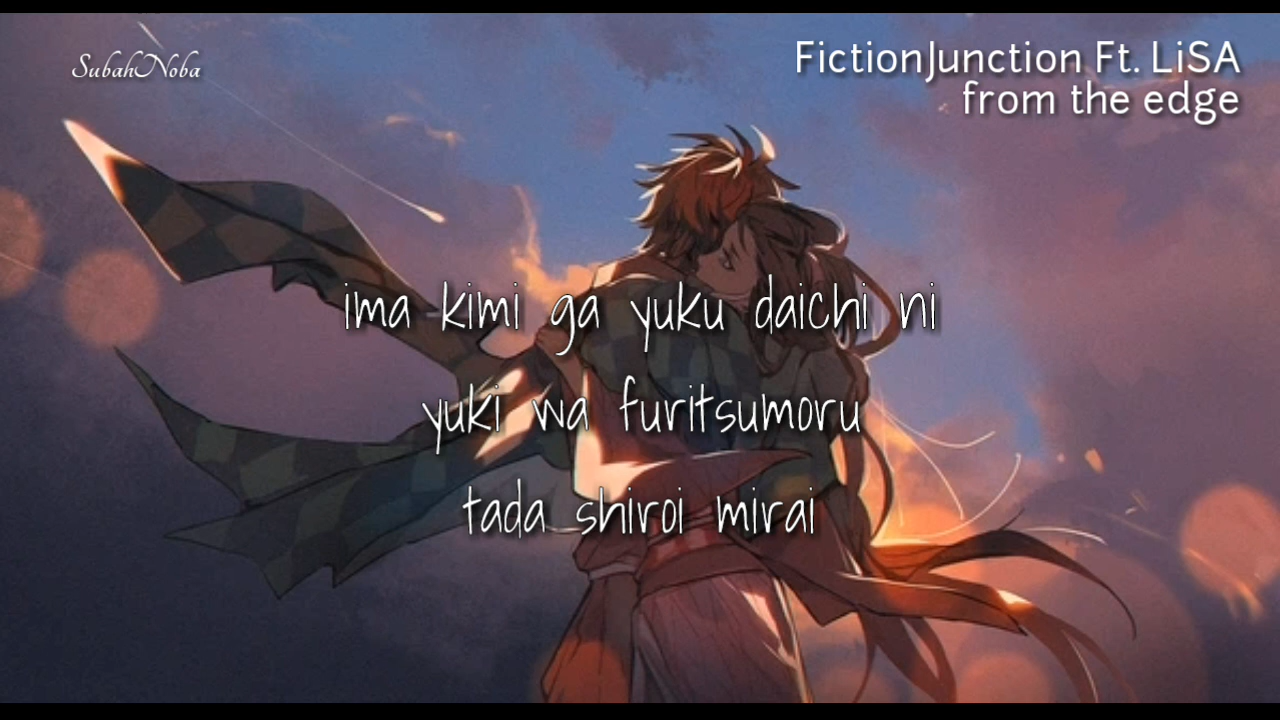 SubahNoba
FictionJunction Ft. LiSA
from the edge
ima kimi ga yuku daichi ni
yuki wa furitsumoru
tada shiroi mirai